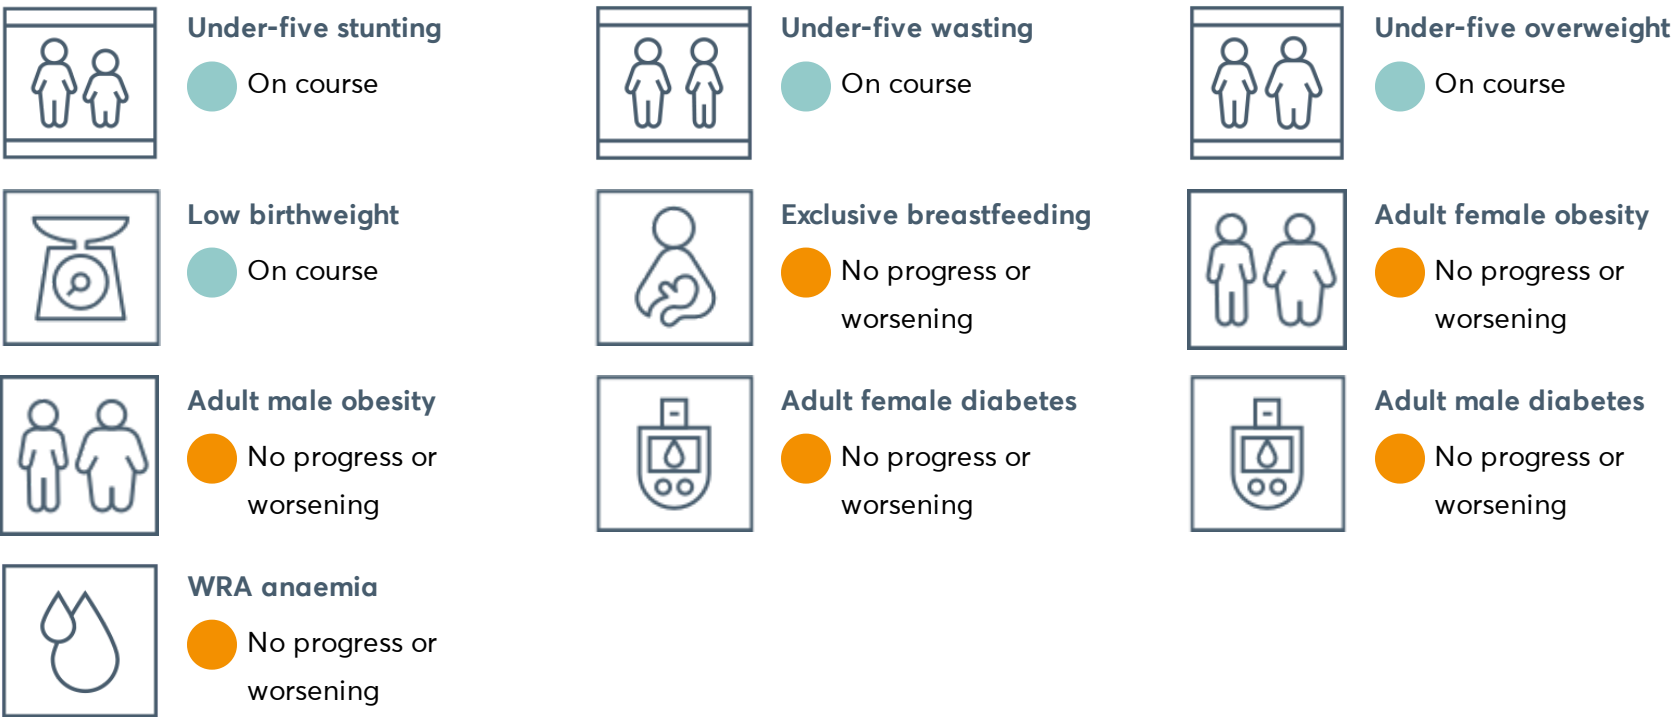 Under-five stunting
On course
Under-five wasting
On course
Under-five overweight
On course
Low birthweight
On course
Exclusive breastfeeding
No progress or
worsening
Adult female obesity
No progress or
worsening
Adult male obesity
No progress or
worsening
Adult female diabetes
No progress or
worsening
Adult male diabetes
No progress or
worsening
WRA anaemia
No progress or
worsening